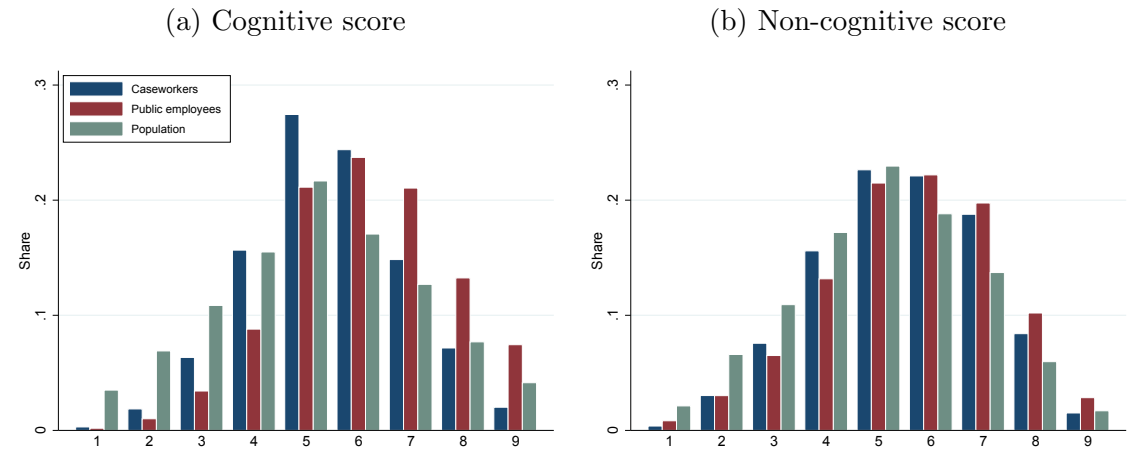 (a) Cognitive score
(b) Non-cognitive score
.3
.2
.1
0
Share
Caseworkers
Public employees
Population
1 2 3 4 5 6 7 8 9
.3
.2
.1
0
Share
1 2 3 4 5 6 7 8 9